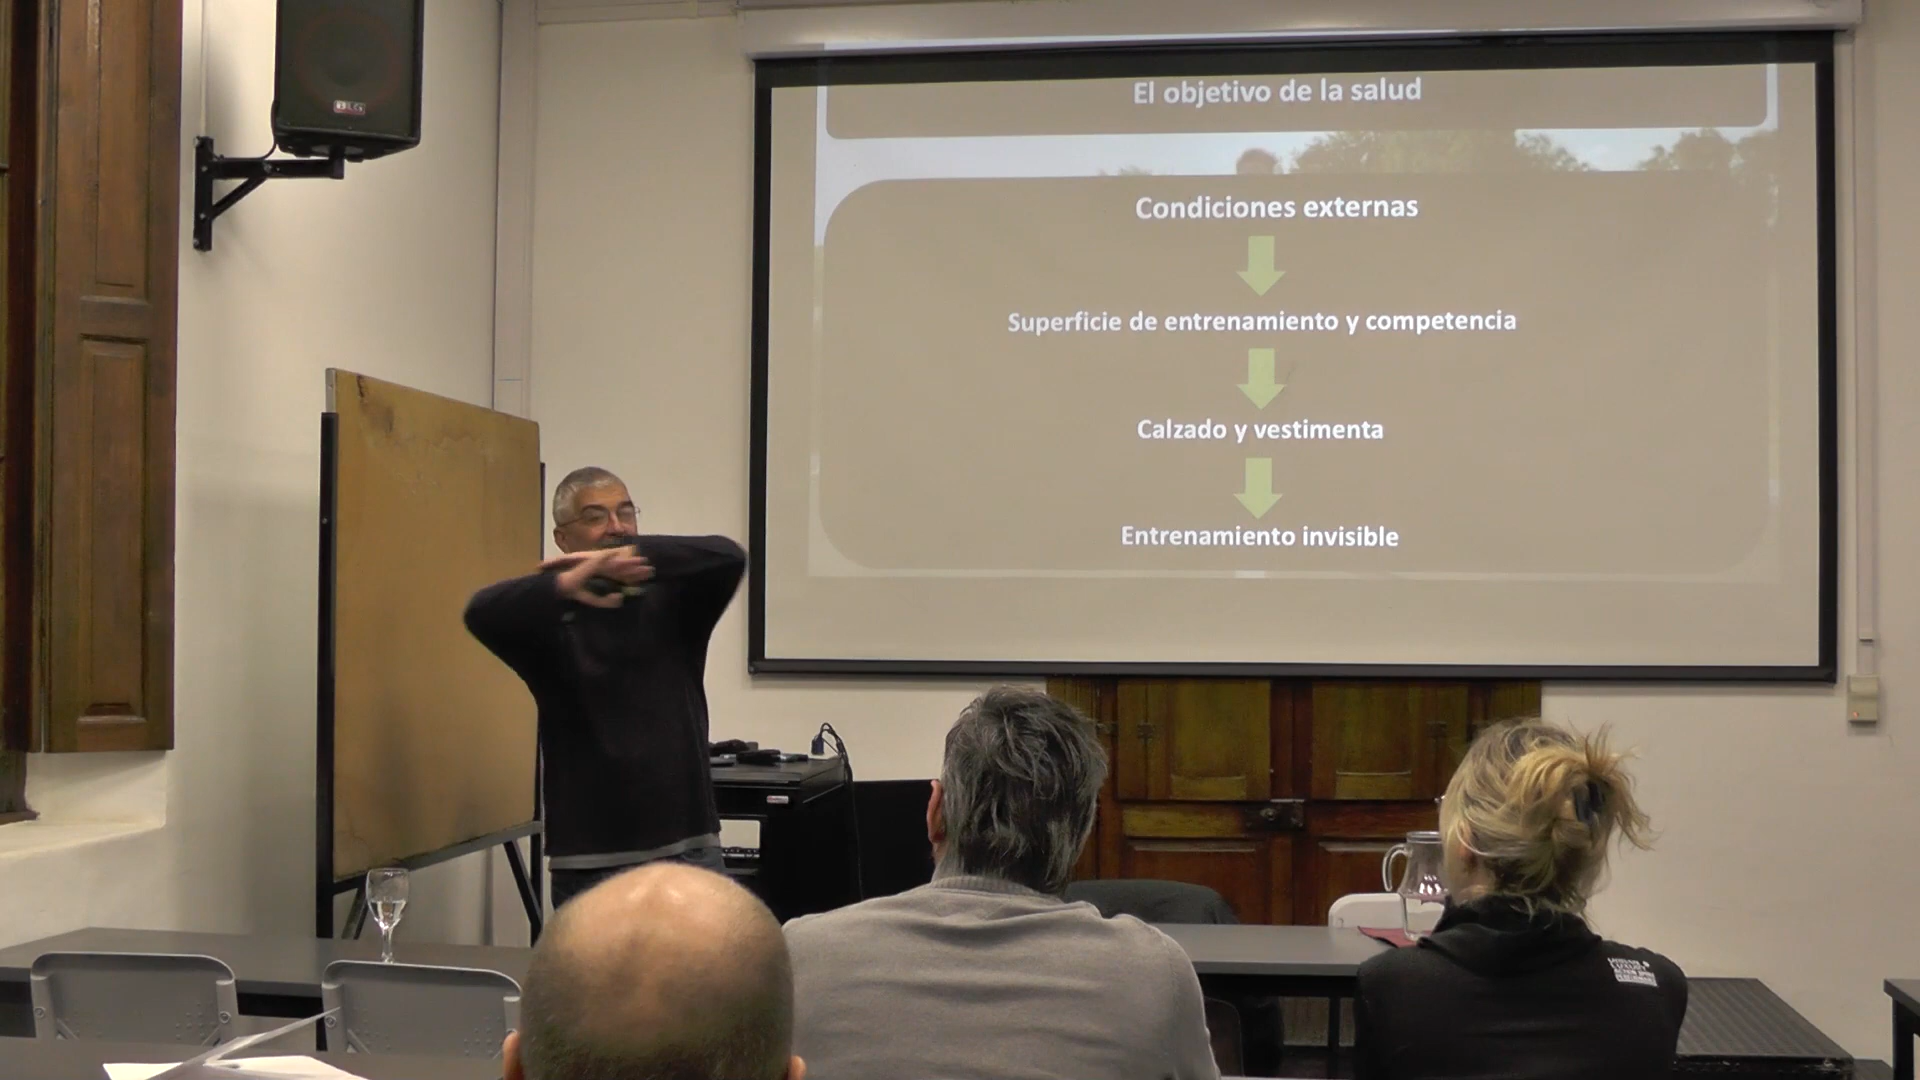 El objetivo de la salud
Condiciones externas
Superficie de entrenamiento y competencia
Calzado y vestimenta
Entrenamiento invisible